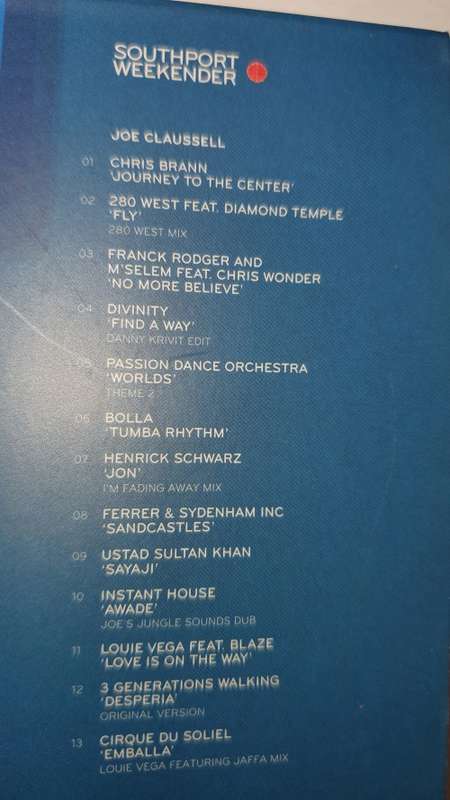 SOUTHPORT
WEEKENDER
JOE CLAUSSELL
01 CHRIS BRANN
'JOURNEY TO THE CENTER'
02 280 WEST FEAT. DIAMOND TEMPLE
'FLY'
280 WEST MIX
03 FRANCK RODGER AND
M'SELEM FEAT. CHRIS WONDER
'NO MORE BELIEVE'
04 DIVINITY
'FIND A WAY'
DANNY KRIVIT EDIT
05 PASSION DANCE ORCHESTRA
'WORLDS'
THEME 2
06 BOLLA
'TUMBA RHYTHM'
07 HENRICK SCHWARZ
'JON'
I'M FADING AWAY MIX
08 FERRER & SYDENHAM INC
'SANDCASTLES'
09 USTAD SULTAN KHAN
'SAYAJI'
10 INSTANT HOUSE
'AWADE'
JOE'S JUNGLE SOUNDS DUB
11 LOUIE VEGA FEAT. BLAZE
'LOVE IS ON THE WAY'
12 3 GENERATIONS WALKING
'DESPERIA'
ORIGINAL VERSION
13 CIRQUE DU SOLIEL
'EMBALLA'
LOUIE VEGA FEATURING JAFFA MIX